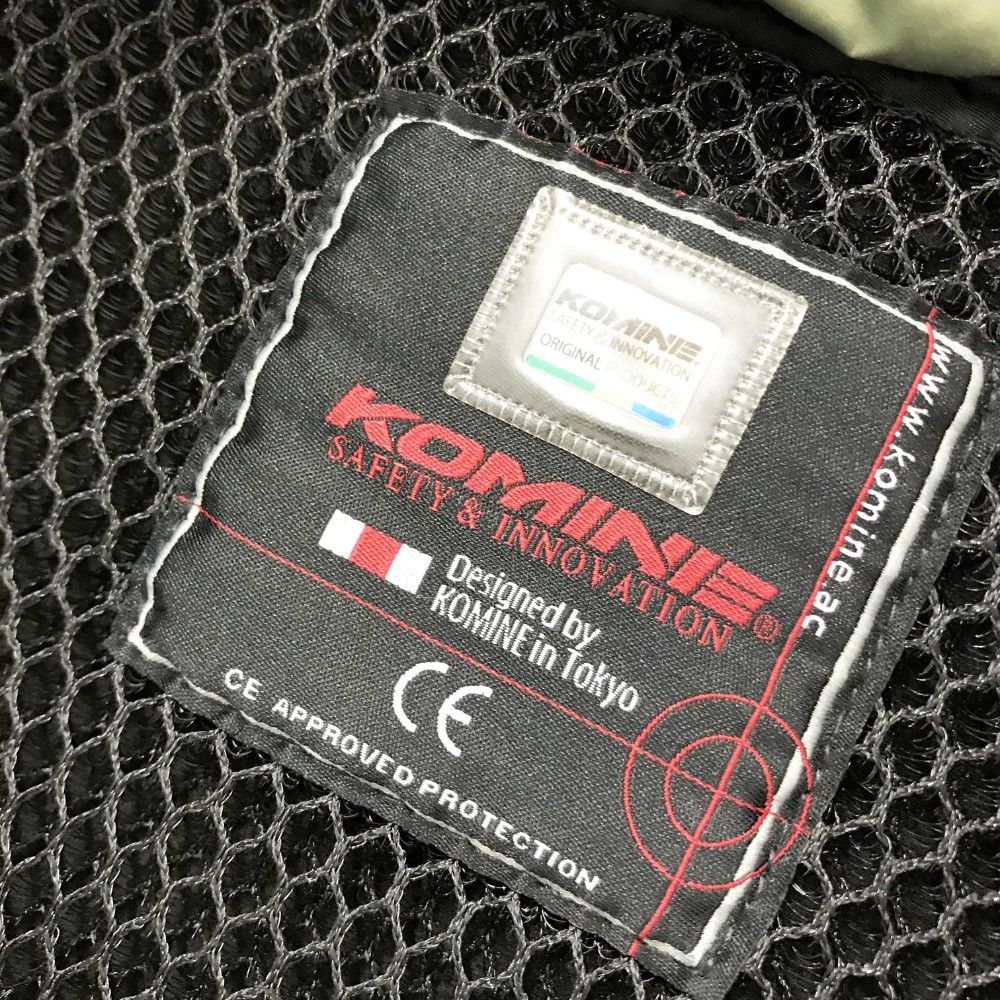 KOMINE
SAFETY & INNOVATION
ORIGINAL PRODUCTS
KOMINE®
SAFETY & INNOVATION
Designed by
KOMINE in Tokyo
CE
CE APPROVED PROTECTION
www.komine.ac